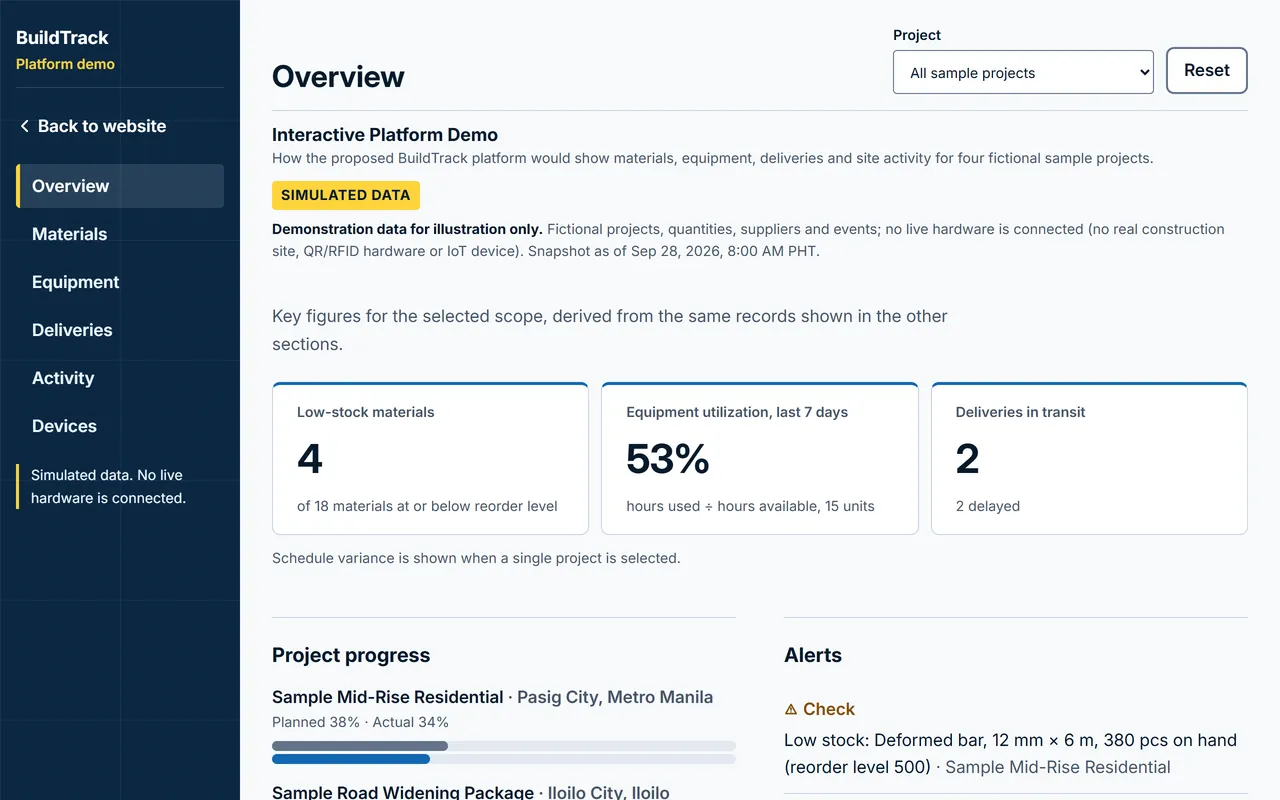 BuildTrack
Platform demo
Back to website
Overview
Materials
Equipment
Deliveries
Activity
Devices
Simulated data. No live
hardware is connected.
Overview
Project
All sample projects
Reset
Interactive Platform Demo
How the proposed BuildTrack platform would show materials, equipment, deliveries and site activity for four fictional sample projects.
SIMULATED DATA
Demonstration data for illustration only. Fictional projects, quantities, suppliers and events; no live hardware is connected (no real construction
site, QR/RFID hardware or IoT device). Snapshot as of Sep 28, 2026, 8:00 AM PHT.
Key figures for the selected scope, derived from the same records shown in the other
sections.
Low-stock materials
4
of 18 materials at or below reorder level
Equipment utilization, last 7 days
53%
hours used ÷ hours available, 15 units
Deliveries in transit
2
2 delayed
Schedule variance is shown when a single project is selected.
Project progress
Sample Mid-Rise Residential · Pasig City, Metro Manila
Planned 38% · Actual 34%
Sample Road Widening Package · Iloilo City, Iloilo
Alerts
⚠ Check
Low stock: Deformed bar, 12 mm × 6 m, 380 pcs on hand
(reorder level 500) · Sample Mid-Rise Residential